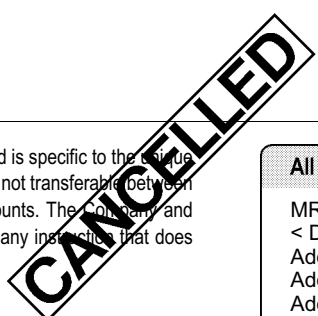 CANCELLED
d is specific to the unique
not transferable between
ounts. The Company and
any instruction that does
All
MR
< D
Add
Add
Add